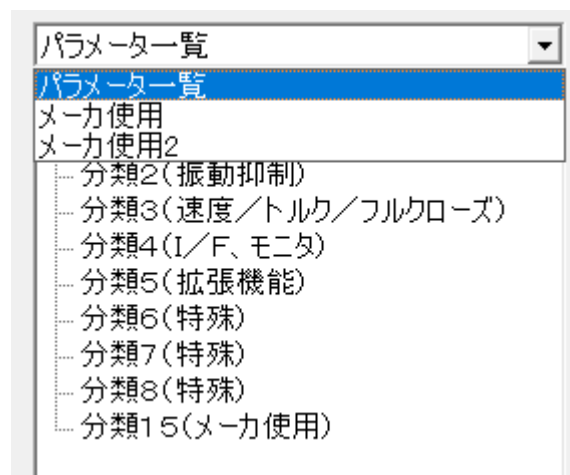 パラメータ一覧
パラメータ一覧
メーカ使用
メーカ使用2
分類2(振動抑制)
分類3(速度／トルク／フルクローズ)
分類4(I／F、モニタ)
分類5(拡張機能)
分類6(特殊)
分類7(特殊)
分類8(特殊)
分類15(メーカ使用)